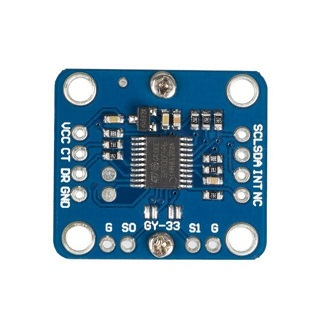 VCC CT DR GND
SCL SDA INT NC
G SO GY-33 S1 G